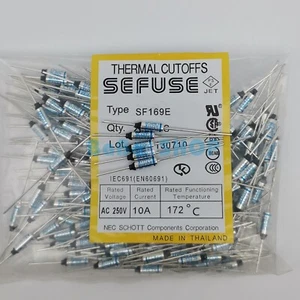 THERMAL CUTOFFS
SEFUSE
JET
Type SF169E
Qty.
Lot 130710
IEC691(EN60691)
Rated Voltage
Rated Current
Rated Functioning Temperature
AC 250V
10A
172°C
NEC SCHOTT Components Corporation
MADE IN THAILAND